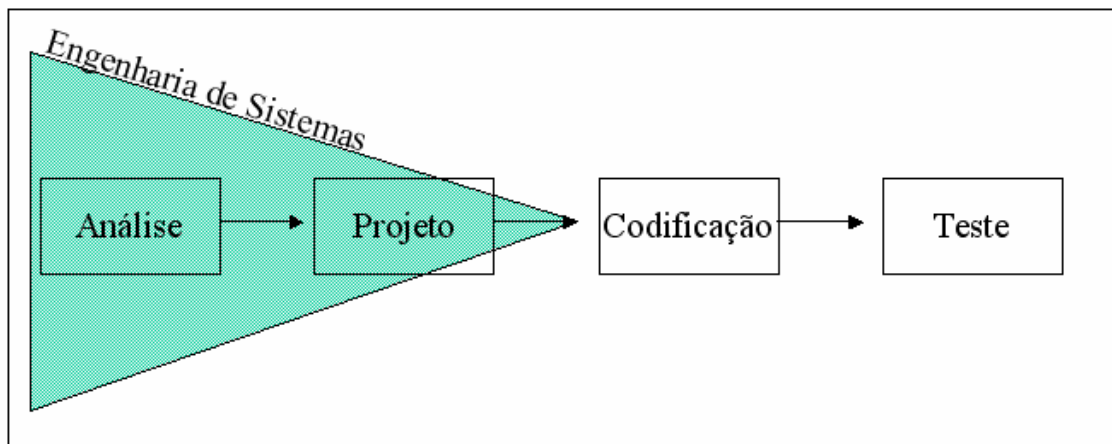 Engenharia de Sistemas
Análise
Projeto
Codificação
Teste